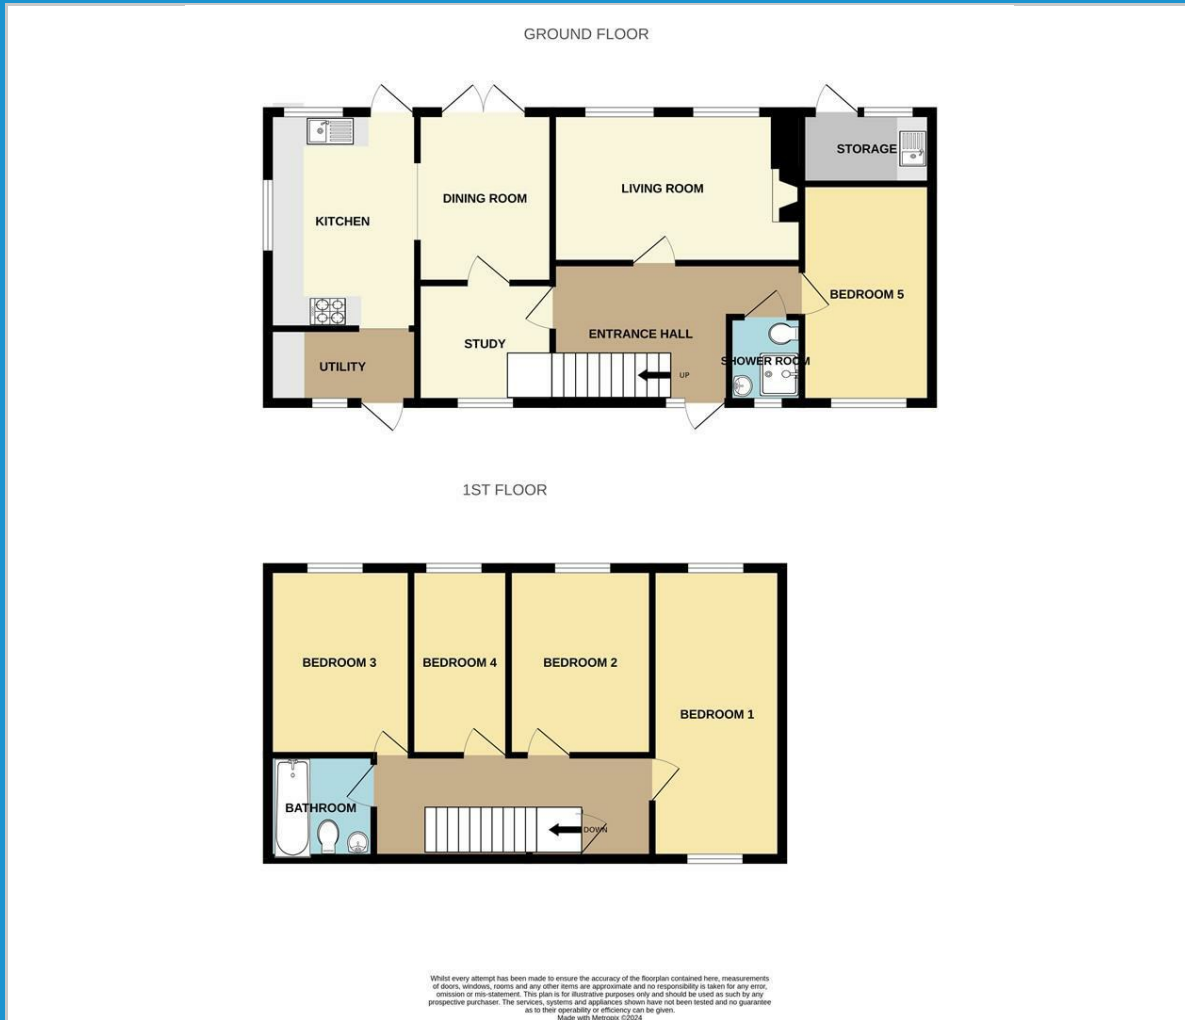 GROUND FLOOR
STORAGE
LIVING ROOM
DINING ROOM
KITCHEN
BEDROOM 5
ENTRANCE HALL
STUDY
SHOWER ROOM
UTILITY
UP
1ST FLOOR
BEDROOM 3
BEDROOM 4
BEDROOM 2
BEDROOM 1
BATHROOM
DOWN
Whilst every attempt has been made to ensure the accuracy of the floorplan contained here, measurements
of doors, windows, rooms and any other items are approximate and no responsibility is taken for any error,
omission or mis-statement. This plan is for illustrative purposes only and should be used as such by any
prospective purchaser. The services, systems and appliances shown have not been tested and no guarantee
as to their operability or efficiency can be given.
Made with Metropix ©2024